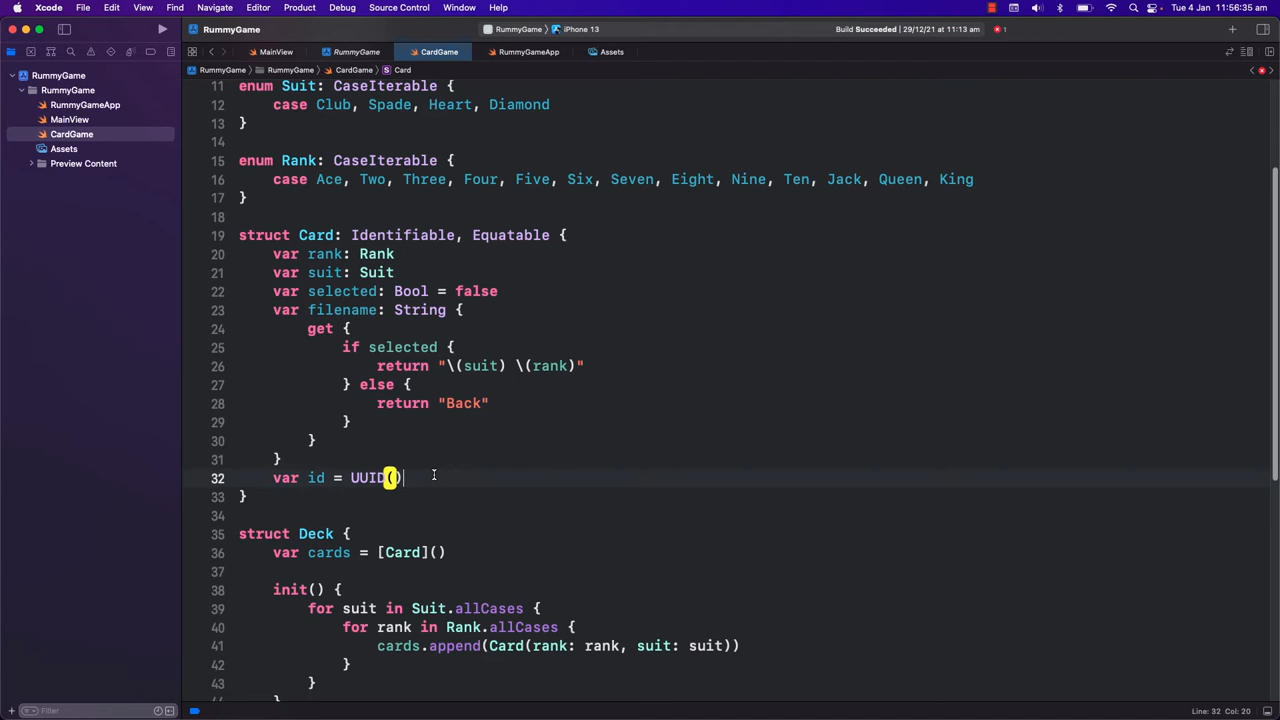 Xcode File Edit View Find Navigate Editor Product Debug Source Control Window Help Tue 4 Jan 11:56:35 am
RummyGame RummyGame iPhone 13 Build Succeeded | 29/12/21 at 11:13 am 1
MainView RummyGame CardGame RummyGameApp Assets
RummyGame RummyGame CardGame S Card
RummyGame
RummyGame
RummyGameApp
MainView
CardGame
Assets
Preview Content
11 enum Suit: CaseIterable {
12 case Club, Spade, Heart, Diamond
13 }
14
15 enum Rank: CaseIterable {
16 case Ace, Two, Three, Four, Five, Six, Seven, Eight, Nine, Ten, Jack, Queen, King
17 }
18
19 struct Card: Identifiable, Equatable {
20 var rank: Rank
21 var suit: Suit
22 var selected: Bool = false
23 var filename: String {
24 get {
25 if selected {
26 return "\(suit) \(rank)"
27 } else {
28 return "Back"
29 }
30 }
31 }
32 var id = UUID()
33 }
34
35 struct Deck {
36 var cards = [Card]()
37
38 init() {
39 for suit in Suit.allCases {
40 for rank in Rank.allCases {
41 cards.append(Card(rank: rank, suit: suit))
42 }
43 }
Filter Line: 32 Col: 20